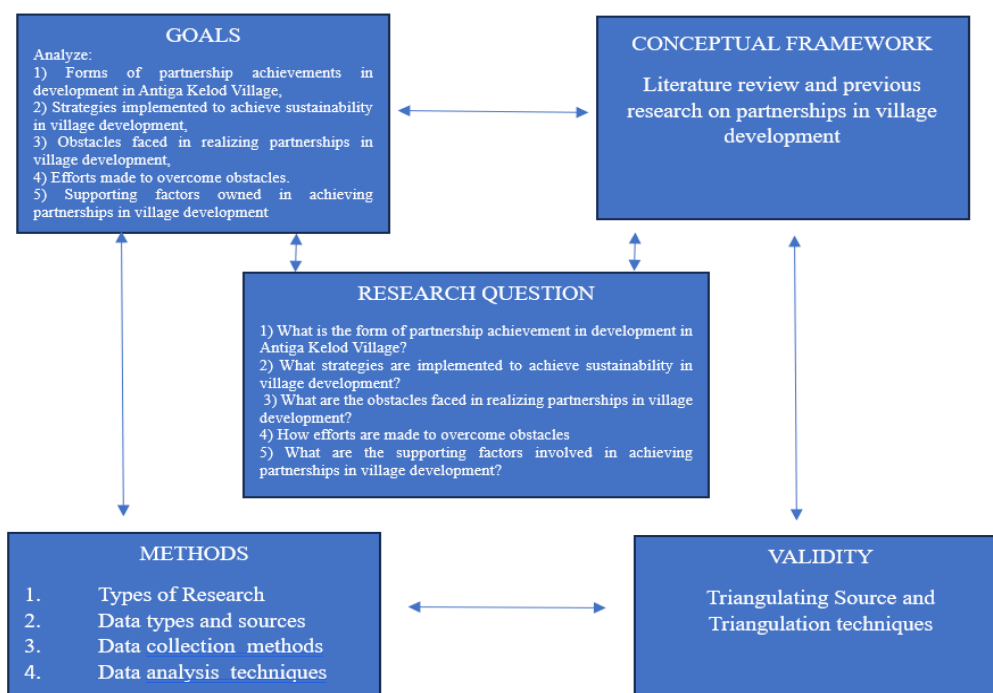 GOALS
Analyze:
1) Forms of partnership achievements in
development in Antiga Kelod Village,
2) Strategies implemented to achieve sustainability
in village development,
3) Obstacles faced in realizing partnerships in
village development,
4) Efforts made to overcome obstacles.
5) Supporting factors owned in achieving
partnerships in village development
CONCEPTUAL FRAMEWORK
Literature review and previous
research on partnerships in village
development
RESEARCH QUESTION
1) What is the form of partnership achievement in development in
Antiga Kelod Village?
2) What strategies are implemented to achieve sustainability in
village development?
3) What are the obstacles faced in realizing partnerships in village
development?
4) How efforts are made to overcome obstacles
5) What are the supporting factors involved in achieving
partnerships in village development?
METHODS
1. Types of Research
2. Data types and sources
3. Data collection methods
4. Data analysis techniques
VALIDITY
Triangulating Source and
Triangulation techniques